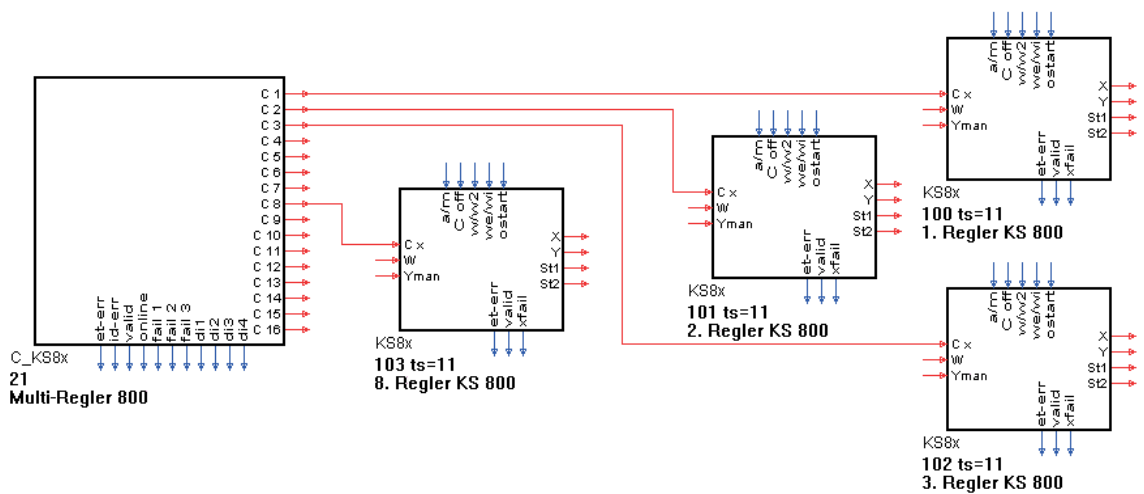 C 1
C 2
C 3
C 4
C 5
C 6
C 7
C 8
C 9
C 10
C 11
C 12
C 13
C 14
C 15
C 16
et-err
id-err
valid
online
fail 1
fail 2
fail 3
di1
di2
di3
di4
C_KS8x
21
Multi-Regler 800
a/m
C off
w/w2
we/wi
ostart
C x
W
Yman
X
Y
St1
St2
et-err
valid
xfail
KS8x
103 ts=11
8. Regler KS 800
a/m
C off
w/w2
we/wi
ostart
C x
W
Yman
X
Y
St1
St2
et-err
valid
xfail
KS8x
101 ts=11
2. Regler KS 800
a/m
C off
w/w2
we/wi
ostart
C x
W
Yman
X
Y
St1
St2
et-err
valid
xfail
KS8x
100 ts=11
1. Regler KS 800
a/m
C off
w/w2
we/wi
ostart
C x
W
Yman
X
Y
St1
St2
et-err
valid
xfail
KS8x
102 ts=11
3. Regler KS 800